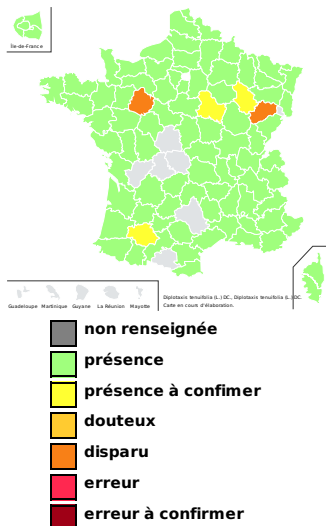 Île-de-France
Guadeloupe Martinique Guyane La Réunion Mayotte
Diplotaxis tenuifolia (L.) DC., Diplotaxis tenuifolia (L.) DC.
Carte en cours d'élaboration.
non renseignée
présence
présence à confimer
douteux
disparu
erreur
erreur à confirmer